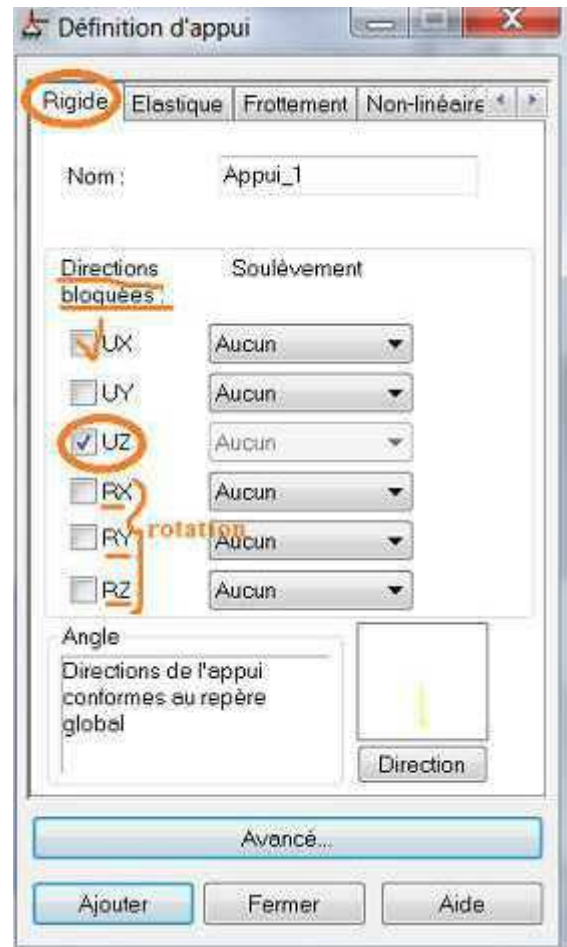 Définition d'appui
Rigide Elastique Frottement Non-linéaire
Nom : Appui_1
Directions bloquées : Soulèvement
UX Aucun
UY Aucun
UZ Aucun
RX Aucun
rotation
RY Aucun
RZ Aucun
Angle
Directions de l'appui
conformes au repère
global
Direction
Avancé...
Ajouter Fermer Aide